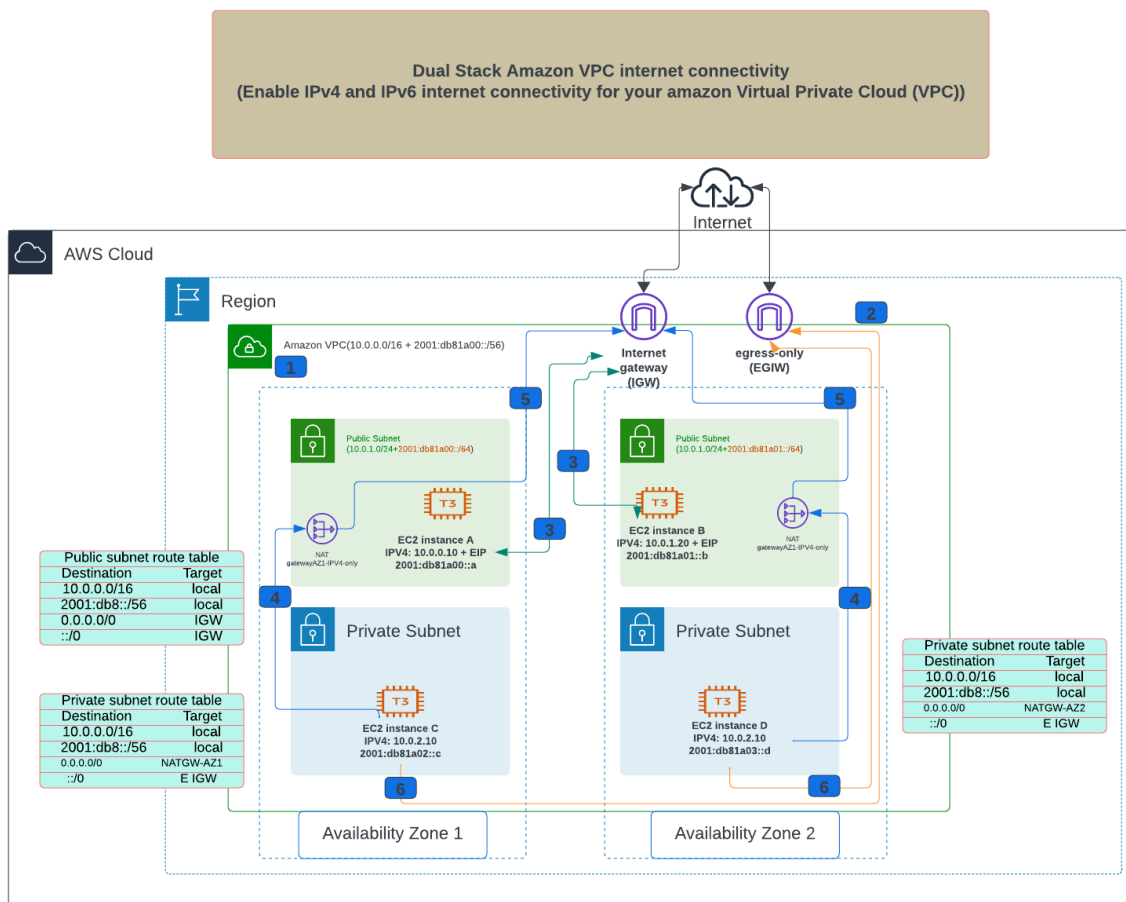 Dual Stack Amazon VPC internet connectivity
(Enable IPv4 and IPv6 internet connectivity for your amazon Virtual Private Cloud (VPC))
Internet
AWS Cloud
Region
2
Amazon VPC(10.0.0.0/16 + 2001:db81a00::/56)
1
Internet
gateway
(IGW)
egress-only
(EGIW)
5
5
Public Subnet
(10.0.1.0/24+2001:db81a00::/64)
T3
EC2 instance A
IPV4: 10.0.0.10 + EIP
2001:db81a00::a
NAT
gatewayAZ1-IPV4-only
3
3
Public Subnet
(10.0.1.0/24+2001:db81a01::/64)
T3
EC2 instance B
IPV4: 10.0.1.20 + EIP
2001:db81a01::b
NAT
gatewayAZ1-IPV4-only
Public subnet route table
Destination Target
10.0.0.0/16 local
2001:db8::/56 local
0.0.0.0/0 IGW
::/0 IGW
4
4
Private Subnet
T3
EC2 instance C
IPV4: 10.0.2.10
2001:db81a02::c
Private Subnet
T3
EC2 instance D
IPV4: 10.0.2.10
2001:db81a03::d
Private subnet route table
Destination Target
10.0.0.0/16 local
2001:db8::/56 local
0.0.0.0/0 NATGW-AZ2
::/0 E IGW
Private subnet route table
Destination Target
10.0.0.0/16 local
2001:db8::/56 local
0.0.0.0/0 NATGW-AZ1
::/0 E IGW
6
6
Availability Zone 1
Availability Zone 2